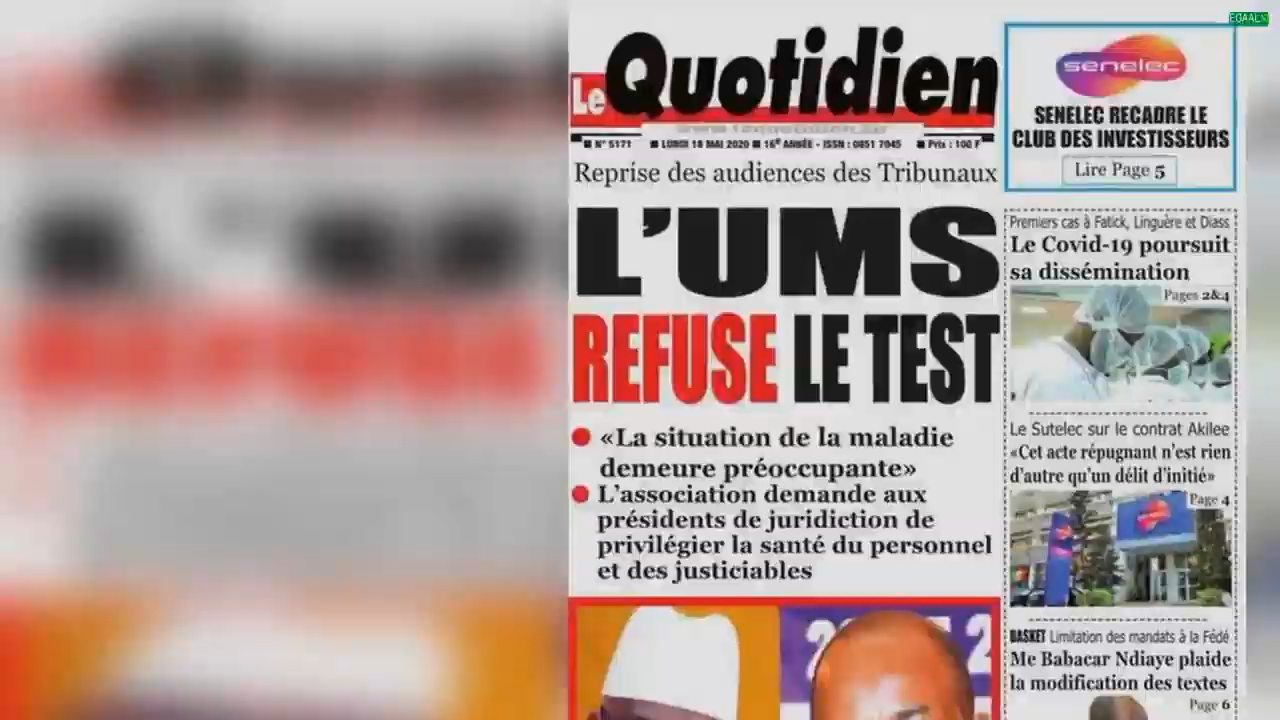 Le Quotidien
N° 5171 LUNDI 18 MAI 2020 16E ANNÉE - ISSN : 0851 7045 Prix : 100 F
Reprise des audiences des Tribunaux
L'UMS
REFUSE LE TEST
«La situation de la maladie
demeure préoccupante»
L'association demande aux
présidents de juridiction de
privilégier la santé du personnel
et des justiciables
senelec
SENELEC RECADRE LE
CLUB DES INVESTISSEURS
Lire Page 5
Premiers cas à Fatick, Linguère et Diass
Le Covid-19 poursuit
sa dissémination
Pages 2&4
Le Sutelec sur le contrat Akilee
«Cet acte répugnant n'est rien
d'autre qu'un délit d'initié»
Page 4
BASKET Limitation des mandats à la Fédé
Me Babacar Ndiaye plaide
la modification des textes
Page 6